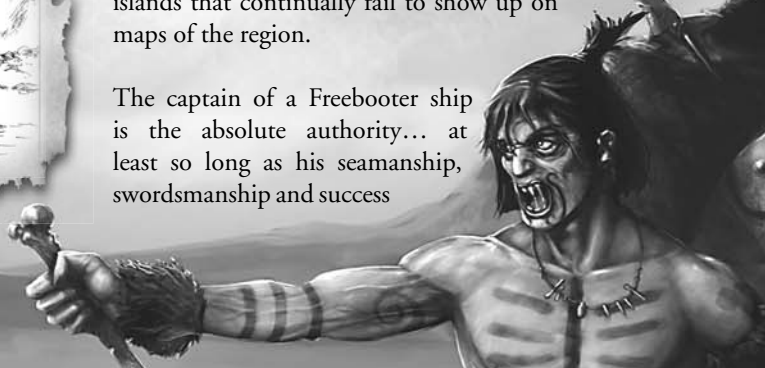 islands that continually fail to show up on
maps of the region.
The captain of a Freebooter ship
is the absolute authority… at
least so long as his seamanship,
swordsmanship and success